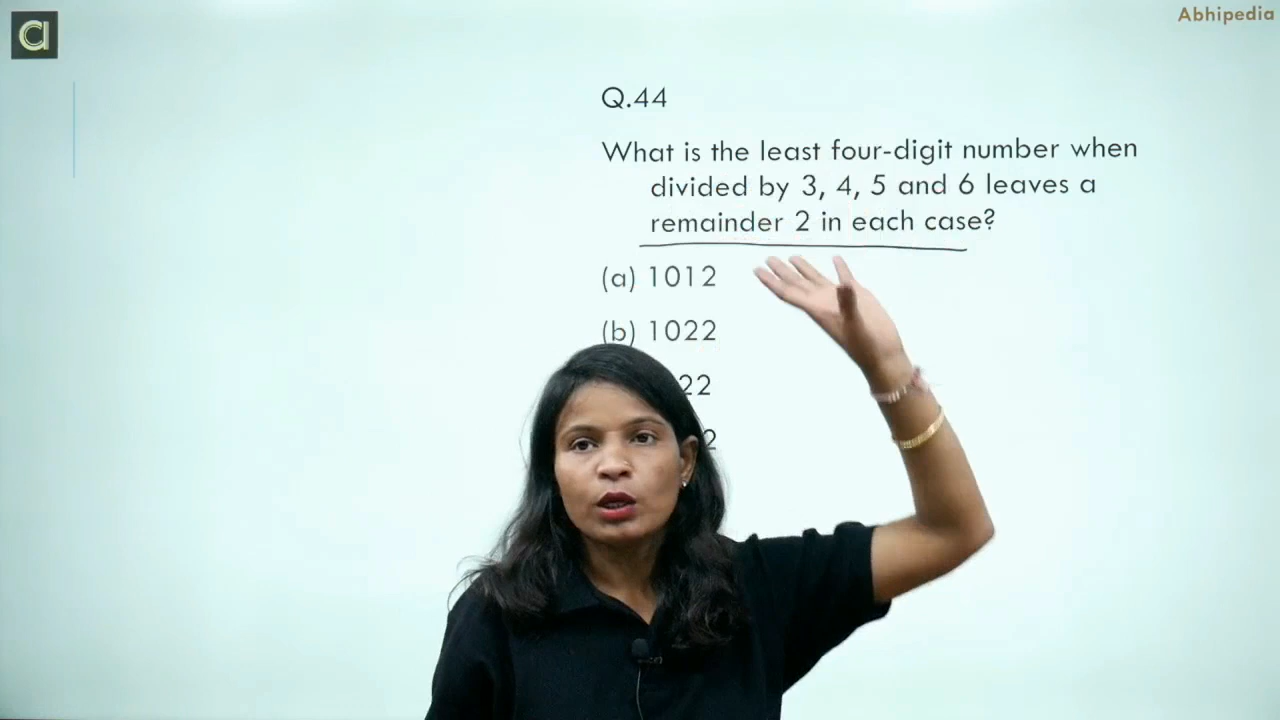 Abhipedia
Q.44
What is the least four-digit number when
divided by 3, 4, 5 and 6 leaves a
remainder 2 in each case?
(a) 1012
(b) 1022